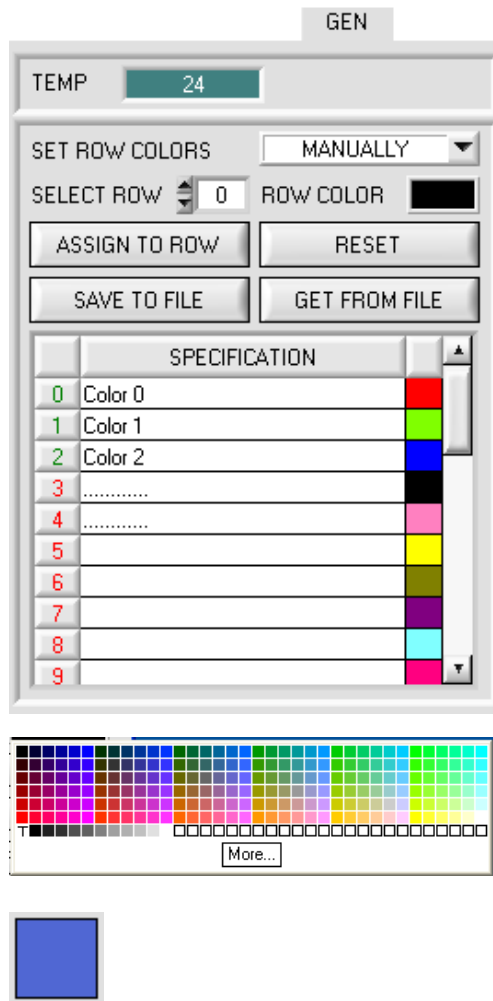 GEN
TEMP 24
SET ROW COLORS MANUALLY
SELECT ROW 0 ROW COLOR
ASSIGN TO ROW RESET
SAVE TO FILE GET FROM FILE
SPECIFICATION
0 Color 0
1 Color 1
2 Color 2
3 ............
4 ............
5
6
7
8
9
T
More...